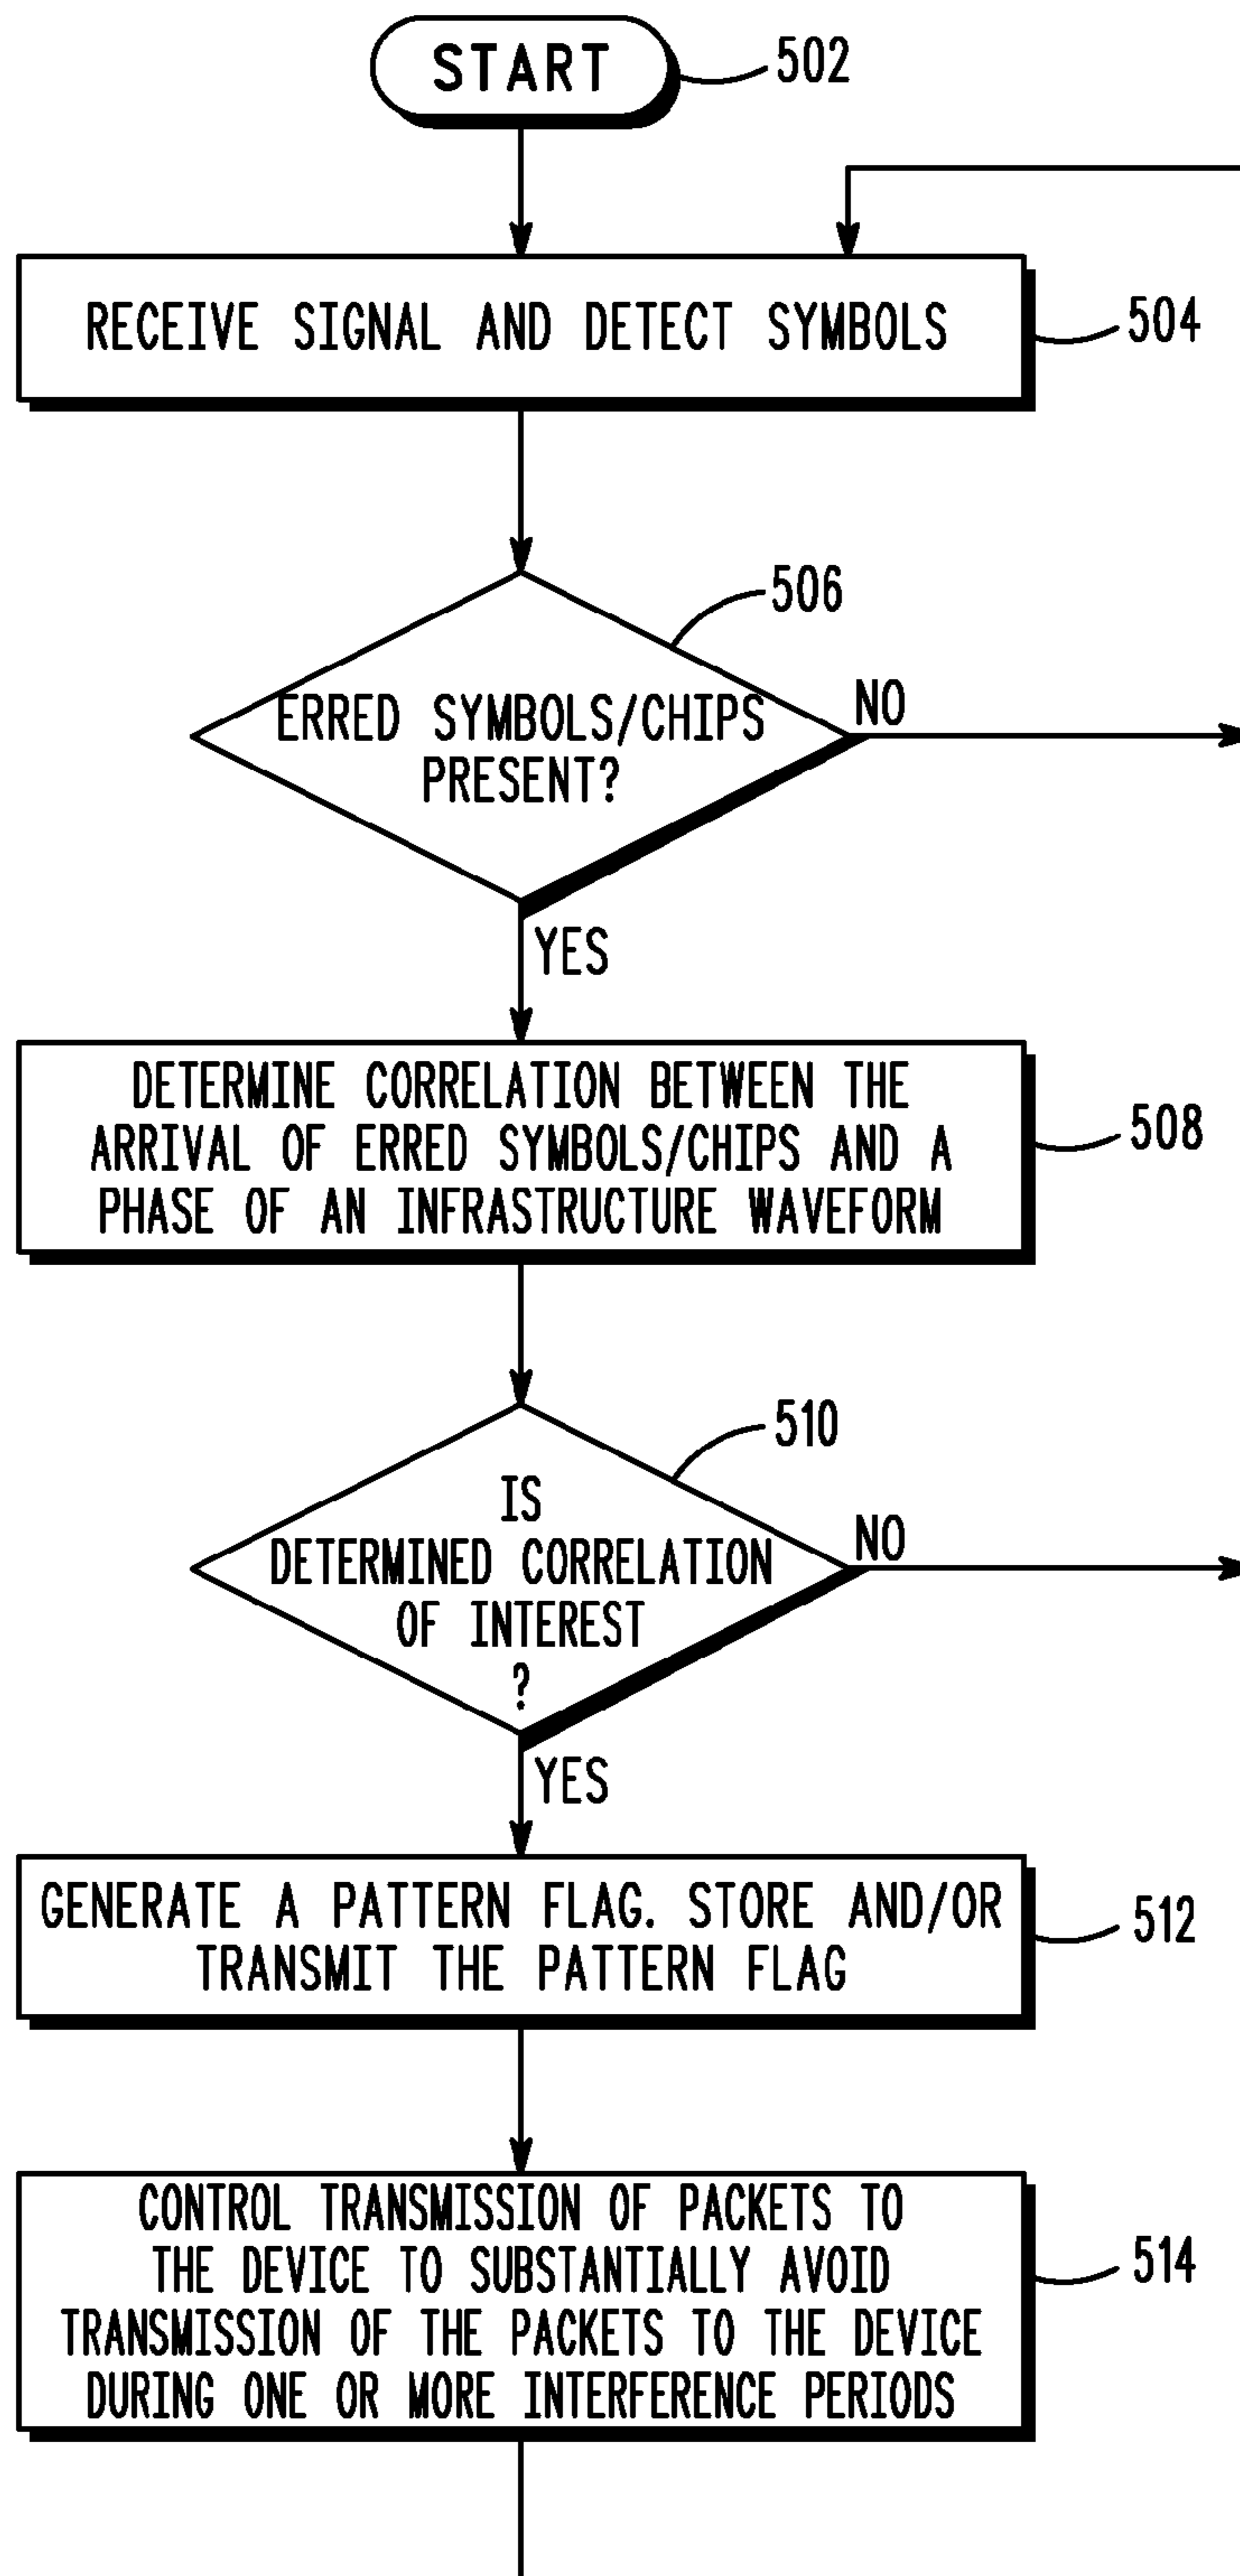 START
502
RECEIVE SIGNAL AND DETECT SYMBOLS
504
506
ERRED SYMBOLS/CHIPS
PRESENT?
NO
YES
DETERMINE CORRELATION BETWEEN THE
ARRIVAL OF ERRED SYMBOLS/CHIPS AND A
PHASE OF AN INFRASTRUCTURE WAVEFORM
508
510
IS
DETERMINED CORRELATION
OF INTEREST
?
NO
YES
GENERATE A PATTERN FLAG. STORE AND/OR
TRANSMIT THE PATTERN FLAG
512
CONTROL TRANSMISSION OF PACKETS TO
THE DEVICE TO SUBSTANTIALLY AVOID
TRANSMISSION OF THE PACKETS TO THE DEVICE
DURING ONE OR MORE INTERFERENCE PERIODS
514